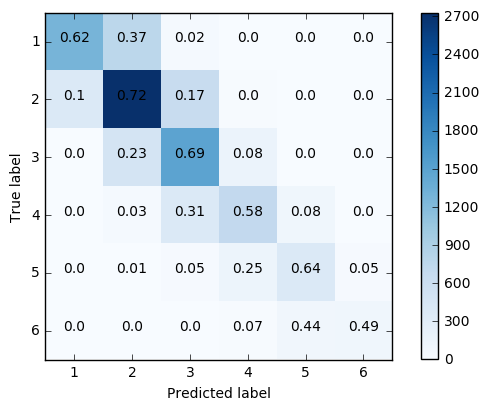 1 0.62 0.37 0.02 0.0 0.0 0.0
2 0.1 0.72 0.17 0.0 0.0 0.0
3 0.0 0.23 0.69 0.08 0.0 0.0
4 0.0 0.03 0.31 0.58 0.08 0.0
5 0.0 0.01 0.05 0.25 0.64 0.05
6 0.0 0.0 0.0 0.07 0.44 0.49
1 2 3 4 5 6
Predicted label
True label
2700
2400
2100
1800
1500
1200
900
600
300
0